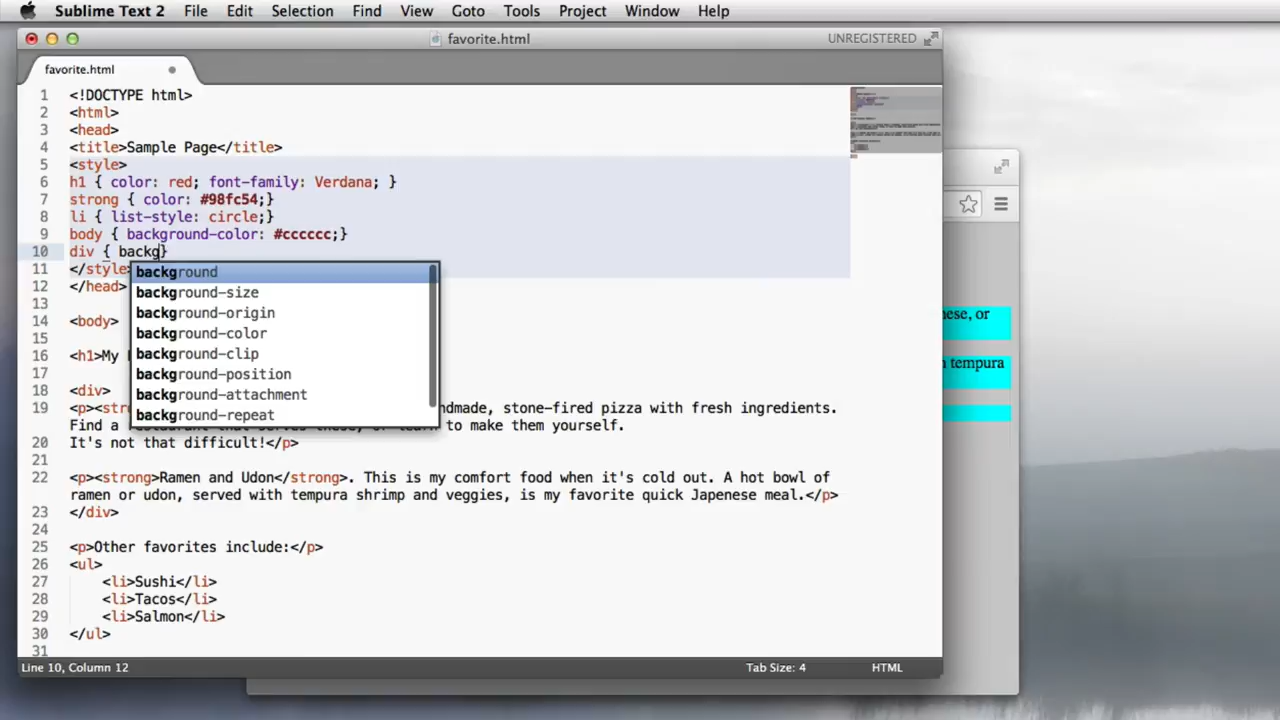 Sublime Text 2 File Edit Selection Find View Goto Tools Project Window Help
favorite.html UNREGISTERED
favorite.html
1 <!DOCTYPE html>
2 <html>
3 <head>
4 <title>Sample Page</title>
5 <style>
6 h1 { color: red; font-family: Verdana; }
7 strong { color: #98fc54;}
8 li { list-style: circle;}
9 body { background-color: #cccccc;}
10 div { backg}
11 </style
background
12 </head>
background-size
13
background-origin
14 <body>
background-color
15
16 <h1>My
background-clip
17
background-position
18 <div>
background-attachment
19 <p><str ndmade, stone-fired pizza with fresh ingredients.
background-repeat
Find a to make them yourself.
20 It's not that difficult!</p>
21
22 <p><strong>Ramen and Udon</strong>. This is my comfort food when it's cold out. A hot bowl of
ramen or udon, served with tempura shrimp and veggies, is my favorite quick Japenese meal.</p>
23 </div>
24
25 <p>Other favorites include:</p>
26 <ul>
27 <li>Sushi</li>
28 <li>Tacos</li>
29 <li>Salmon</li>
30 </ul>
31
Line 10, Column 12 Tab Size: 4 HTML
ese, or
tempura